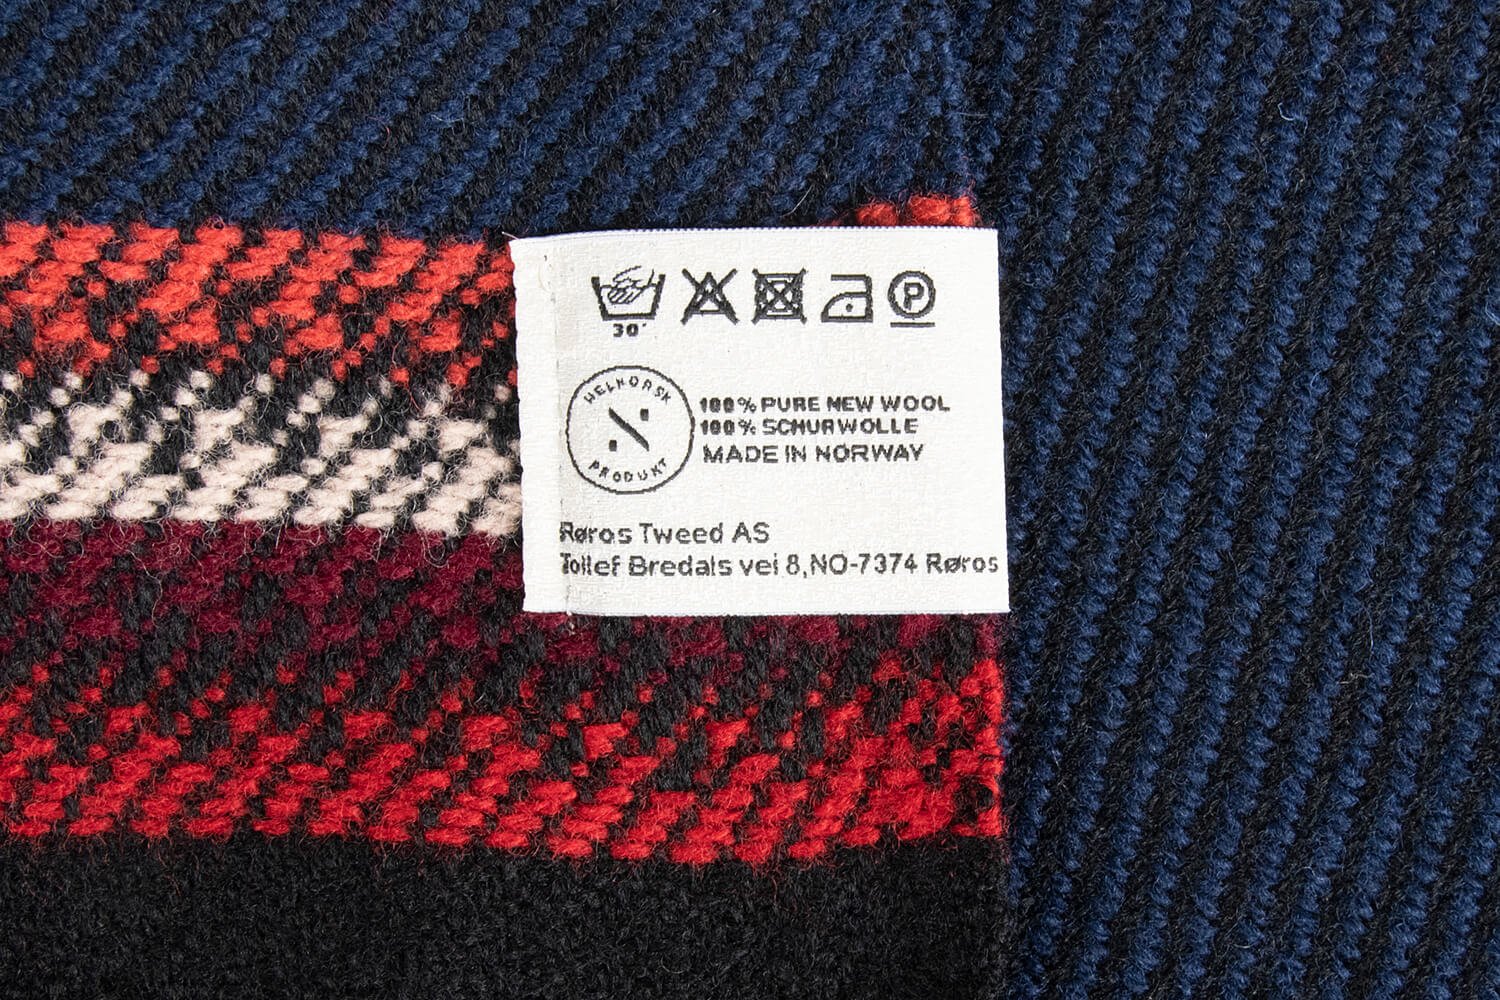 30°
P
HELNORSK
PRODUKT
100% PURE NEW WOOL
100% SCHURWOLLE
MADE IN NORWAY
Røros Tweed AS
Tollef Bredals vei 8,NO-7374 Røros